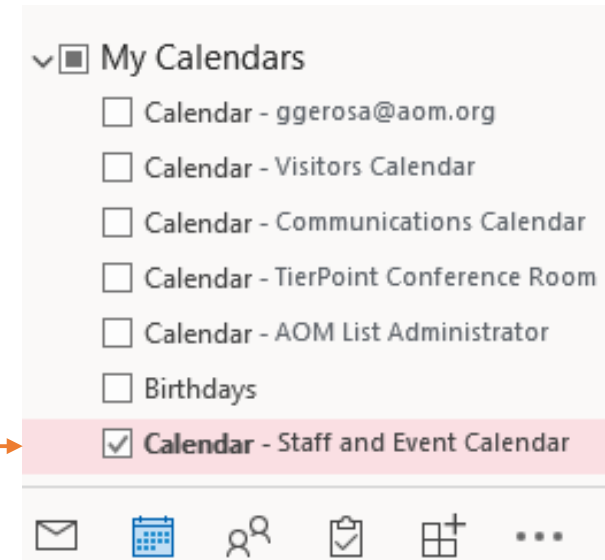 My Calendars
Calendar - ggerosa@aom.org
Calendar - Visitors Calendar
Calendar - Communications Calendar
Calendar - TierPoint Conference Room
Calendar - AOM List Administrator
Birthdays
Calendar - Staff and Event Calendar